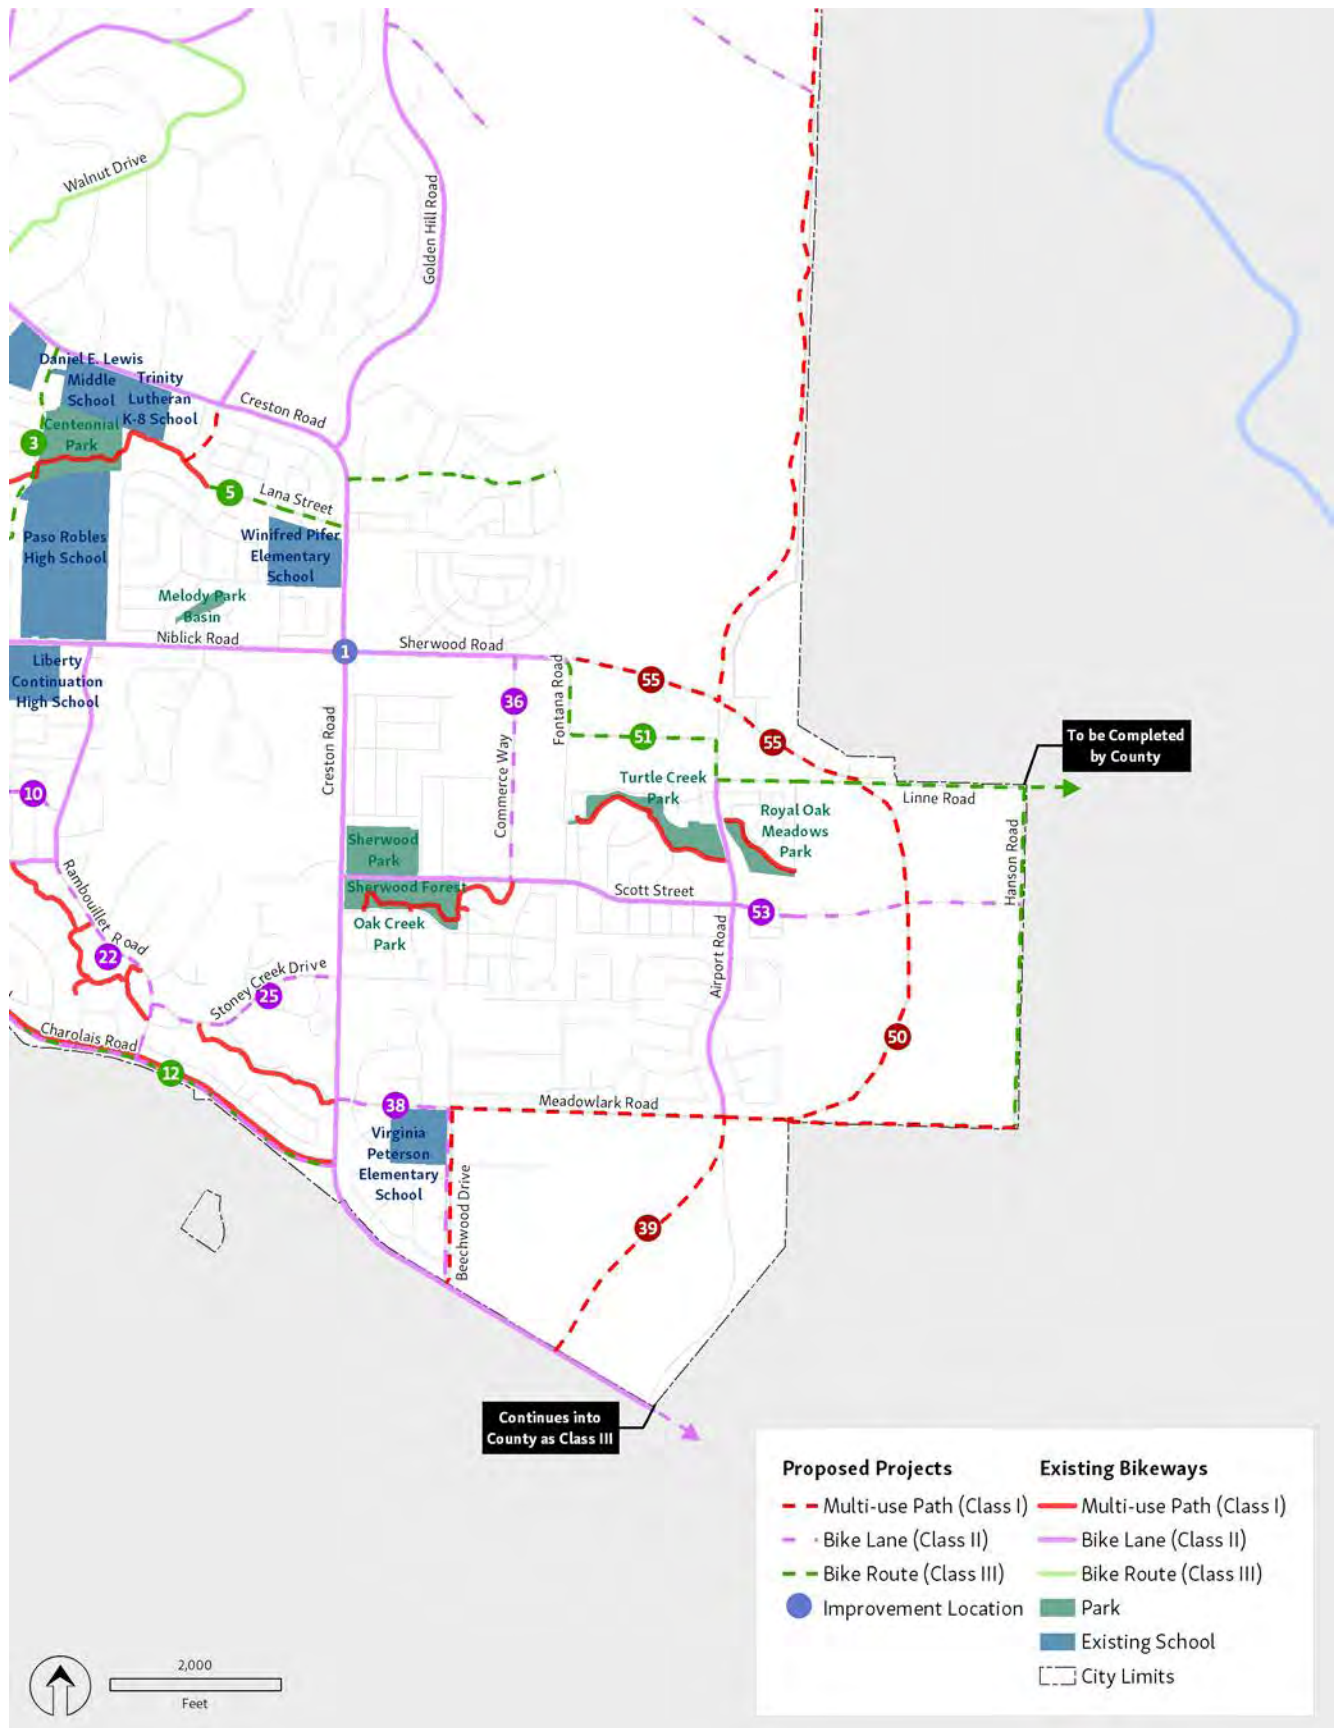 Walnut Drive
Golden Hill Road
Daniel E. Lewis
Middle
School
Trinity
Lutheran
K-8 School
Creston Road
Centennial
Park
3
5
Lana Street
Paso Robles
High School
Winifred Pifer
Elementary
School
Melody Park
Basin
Niblick Road
1
Sherwood Road
Liberty
Continuation
High School
Fontana Road
55
36
51
55
To be Completed
by County
Creston Road
Commerce Way
Turtle Creek
Park
Linne Road
10
Royal Oak
Meadows
Park
Hanson Road
Sherwood
Park
Sherwood Forest
Scott Street
Rambouillet Road
53
Oak Creek
Park
22
Airport Road
Stoney Creek Drive
25
Charolais Road
50
12
38
Meadowlark Road
Virginia
Peterson
Elementary
School
Beechwood Drive
39
Continues into
County as Class III
Proposed Projects
Multi-use Path (Class I)
Bike Lane (Class II)
Bike Route (Class III)
Improvement Location
Existing Bikeways
Multi-use Path (Class I)
Bike Lane (Class II)
Bike Route (Class III)
Park
Existing School
City Limits
2,000
Feet